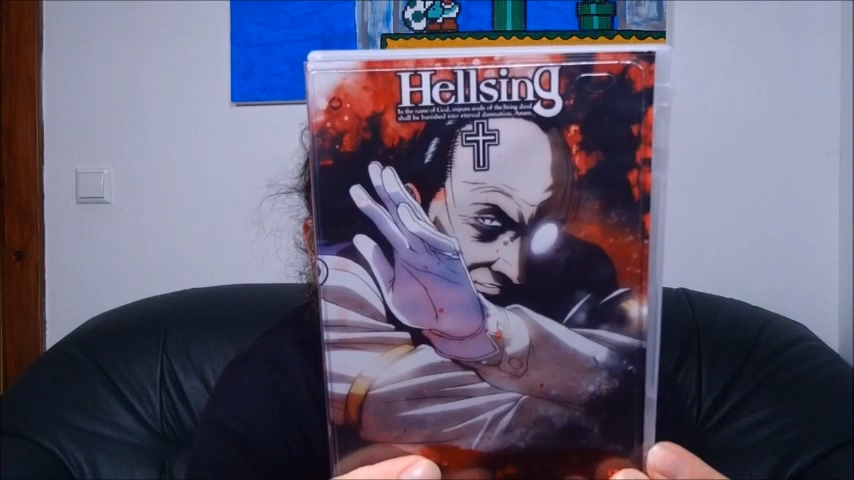 Hellsing
In the name of God, impure souls of the living dead
shall be banished into eternal damnation. Amen.